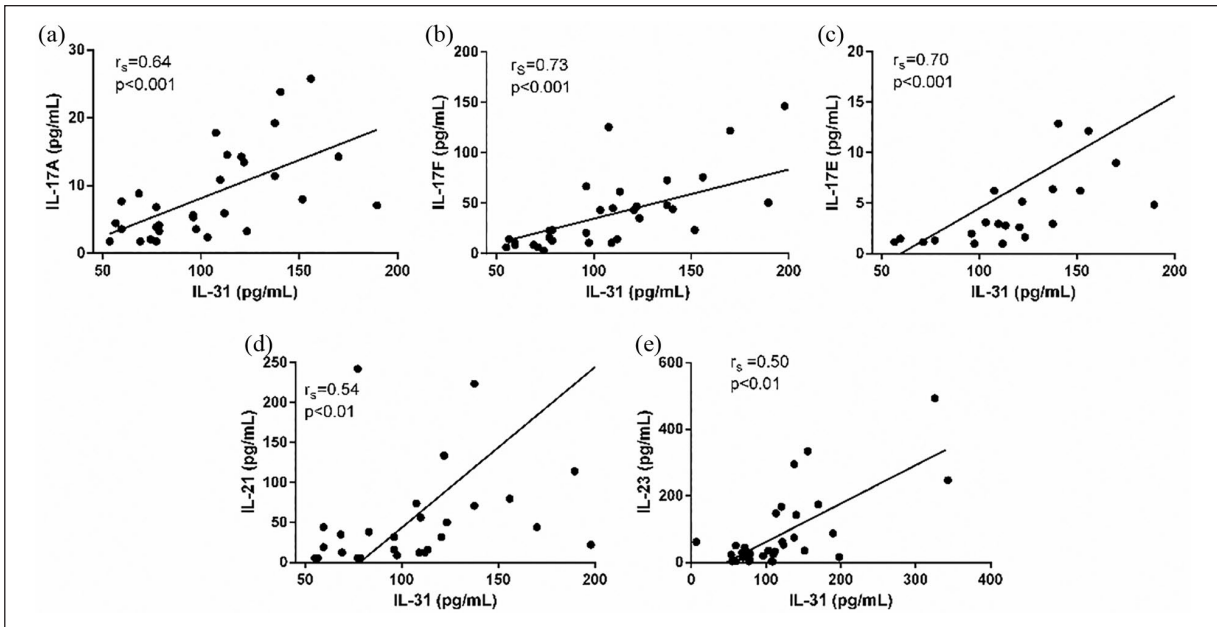 (a)
r_s=0.64
p<0.001
30
20
10
0
IL-17A (pg/mL)
50
100
150
200
IL-31 (pg/mL)
(b)
r_S=0.73
p<0.001
200
150
100
50
0
IL-17F (pg/mL)
50
100
150
200
IL-31 (pg/mL)
(c)
r_s=0.70
p<0.001
20
15
10
5
0
IL-17E (pg/mL)
50
100
150
200
IL-31 (pg/mL)
(d)
r_s=0.54
p<0.01
250
200
150
100
50
0
IL-21 (pg/mL)
50
100
150
200
IL-31 (pg/mL)
(e)
r_s =0.50
p<0.01
600
400
200
0
IL-23 (pg/mL)
0
100
200
300
400
IL-31 (pg/mL)